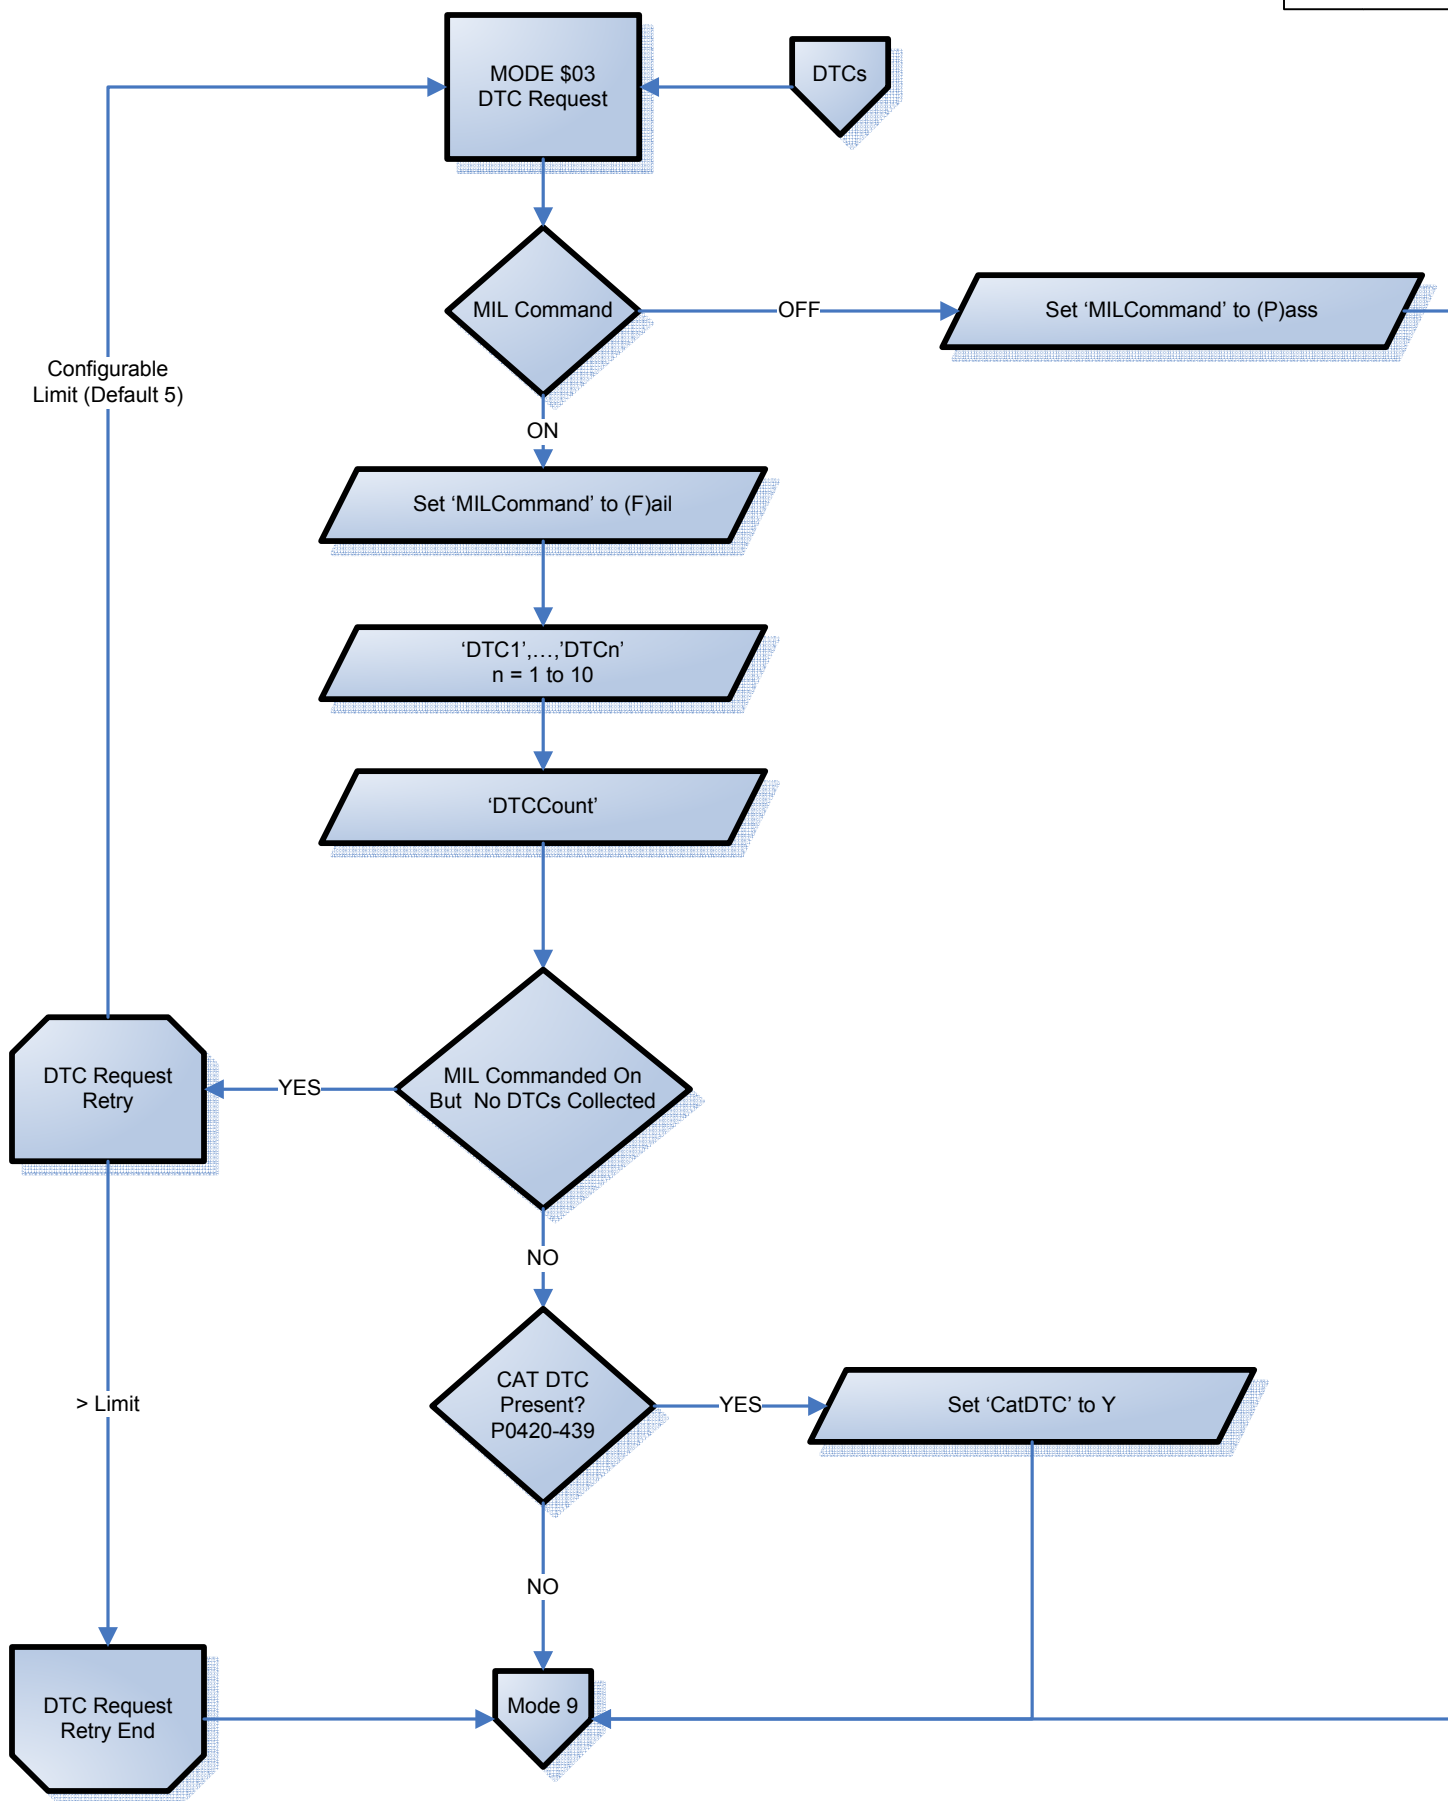 MODE $03
DTC Request
DTCs
MIL Command
OFF
Set ‘MILCommand’ to (P)ass
Configurable
Limit (Default 5)
ON
Set ‘MILCommand’ to (F)ail
‘DTC1’,…,’DTCn’
n = 1 to 10
‘DTCCount’
DTC Request
Retry
YES
MIL Commanded On
But No DTCs Collected
NO
> Limit
CAT DTC
Present?
P0420-439
YES
Set ‘CatDTC’ to Y
NO
DTC Request
Retry End
Mode 9